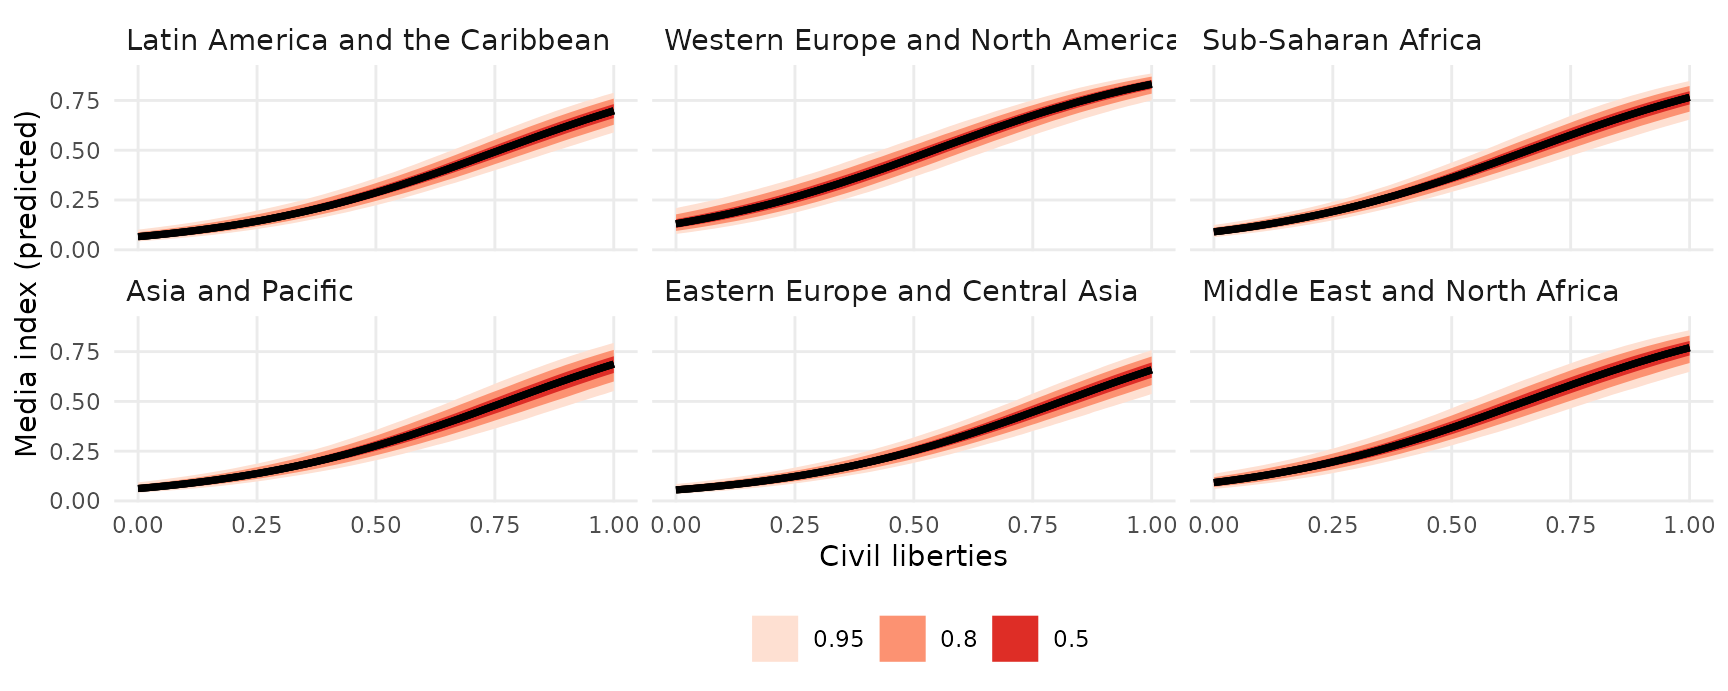 Latin America and the Caribbean
Western Europe and North America
Sub-Saharan Africa
Media index (predicted)
0.75
0.50
0.25
0.00
Asia and Pacific
Eastern Europe and Central Asia
Middle East and North Africa
0.75
0.50
0.25
0.00
0.00 0.25 0.50 0.75 1.00
0.00 0.25 0.50 0.75 1.00
0.00 0.25 0.50 0.75 1.00
Civil liberties
0.95 0.8 0.5